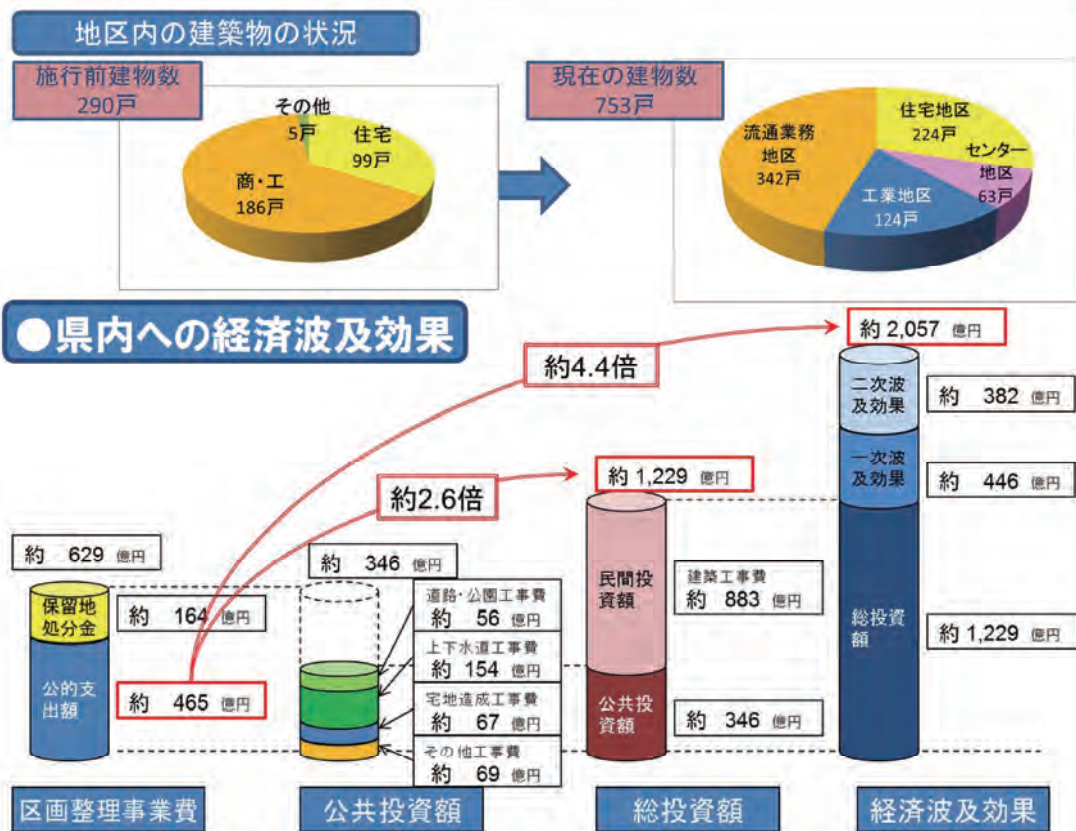 地区内の建築物の状況
施行前建物数
290戸
その他
5戸
住宅
99戸
商・工
186戸
現在の建物数
753戸
流通業務
地区
342戸
住宅地区
224戸
センター
地区
63戸
工業地区
124戸
●県内への経済波及効果
約4.4倍
約 2,057 億円
二次波
及効果
約 382 億円
一次波
及効果
約 446 億円
約2.6倍
約 1,229 億円
約 629 億円
保留地
処分金
約 164 億円
公的支
出額
約 465 億円
約 346 億円
道路・公園工事費
約 56 億円
上下水道工事費
約 154 億円
宅地造成工事費
約 67 億円
その他工事費
約 69 億円
民間投
資額
建築工事費
約 883 億円
公共投
資額
約 346 億円
総投資
額
約 1,229 億円
区画整理事業費
公共投資額
総投資額
経済波及効果